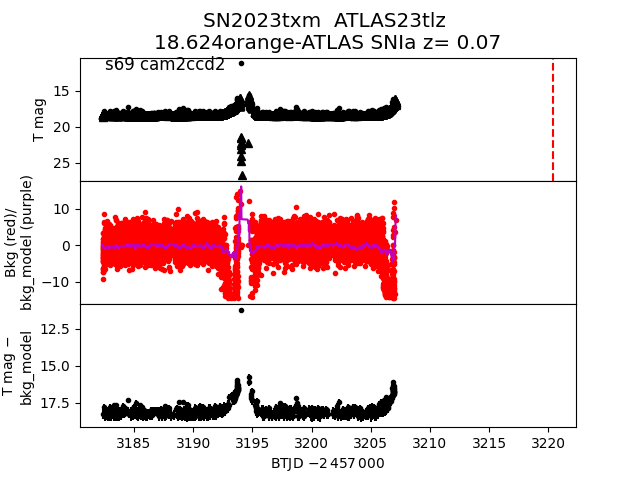 SN2023txm  ATLAS23tlz
18.624orange-ATLAS SNIa z= 0.07
s69 cam2ccd2
T mag
15
20
25
Bkg (red)/
bkg_model (purple)
10
0
−10
T mag −
bkg_model
12.5
15.0
17.5
3185 3190 3195 3200 3205 3210 3215 3220
BTJD −2 457 000